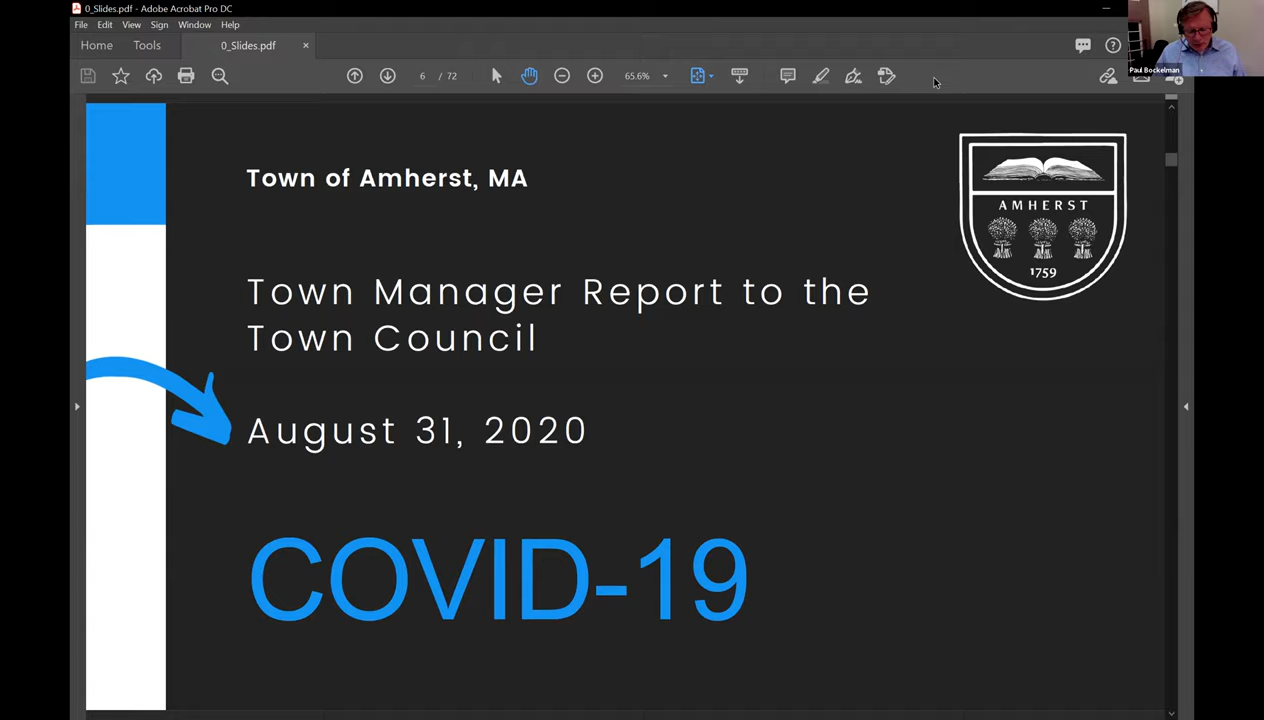 0_Slides.pdf - Adobe Acrobat Pro DC
File Edit View Sign Window Help
Home Tools 0_Slides.pdf ×
6 / 72 65.6%
Paul Bockelman
Town of Amherst, MA
AMHERST
1759
Town Manager Report to the
Town Council
August 31, 2020
COVID-19